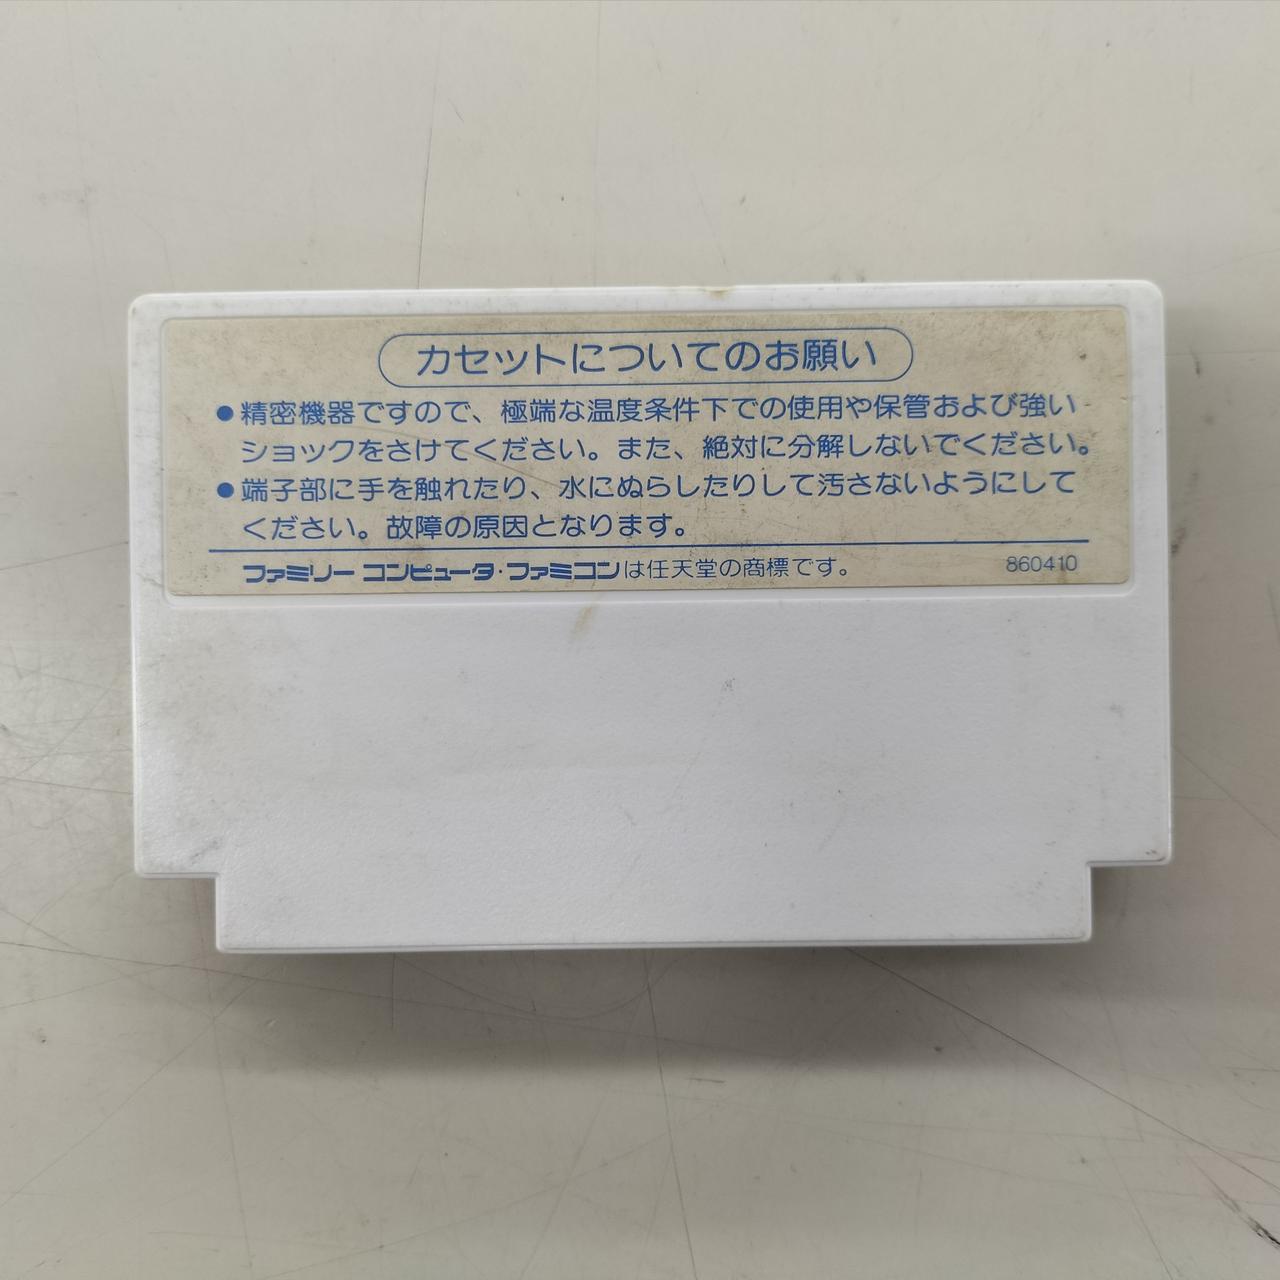 カセットについてのお願い
●精密機器ですので、極端な温度条件下での使用や保管および強い
ショックをさけてください。また、絶対に分解しないでください。
●端子部に手を触れたり、水にぬらしたりして汚さないようにして
ください。故障の原因となります。
ファミリー コンピュータ・ファミコンは任天堂の商標です。 860410